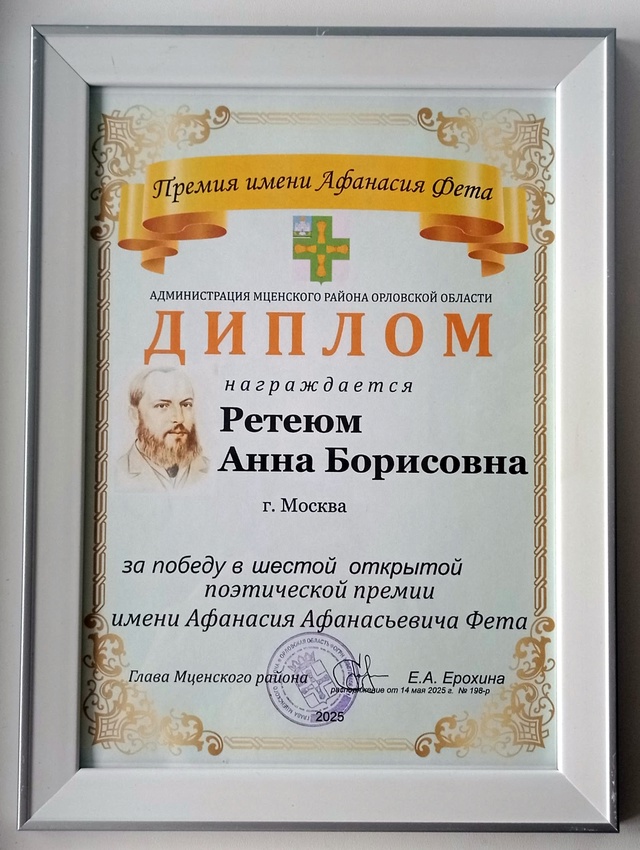 Премия имени Афанасия Фета
АДМИНИСТРАЦИЯ МЦЕНСКОГО РАЙОНА ОРЛОВСКОЙ ОБЛАСТИ
ДИПЛОМ
награждается
Ретеюм
Анна Борисовна
г. Москва
за победу в шестой открытой
поэтической премии
имени Афанасия Афанасьевича Фета
Глава Мценского района
Е.А. Ерохина
распоряжение от 14 мая 2025 г. № 198-р
2025